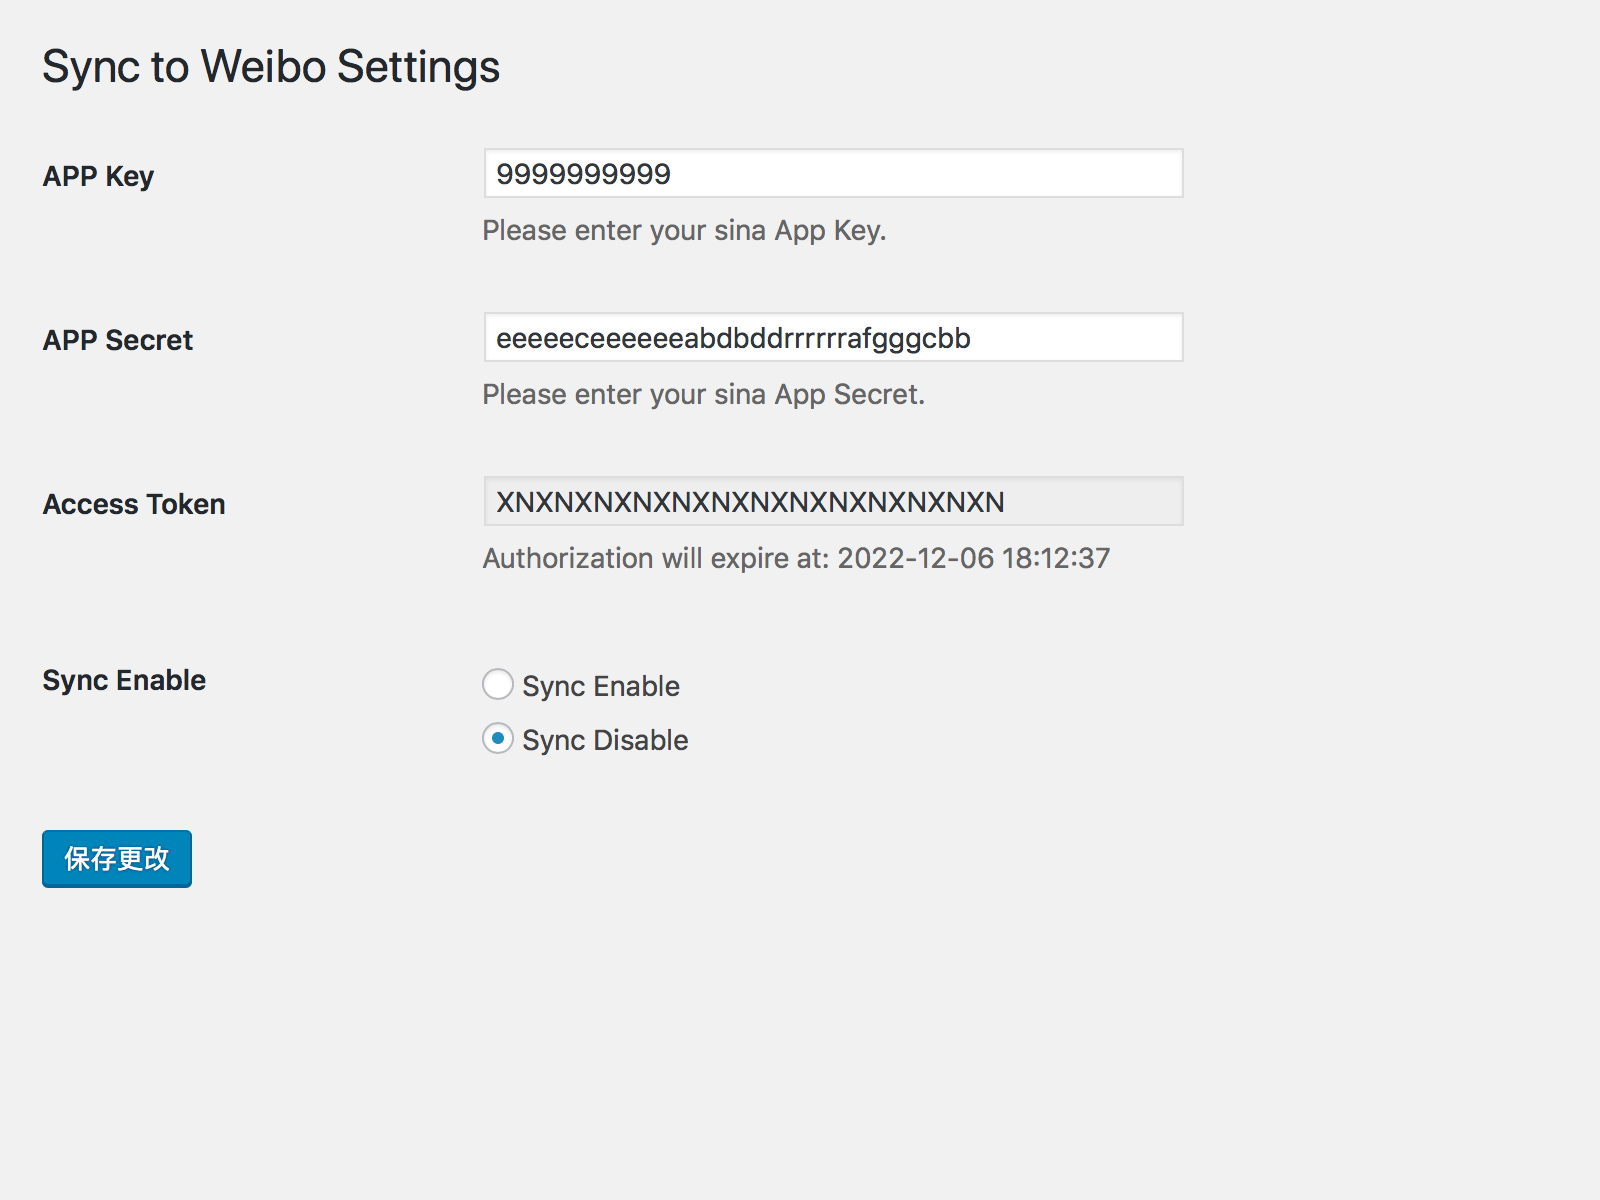 Sync to Weibo Settings
APP Key
9999999999
Please enter your sina App Key.
APP Secret
eeeeeceeeeeeabdbddrrrrrrafgggcbb
Please enter your sina App Secret.
Access Token
XNXNXNXNXNXNXNXNXNXNXNXNXN
Authorization will expire at: 2022-12-06 18:12:37
Sync Enable
Sync Enable
Sync Disable
保存更改